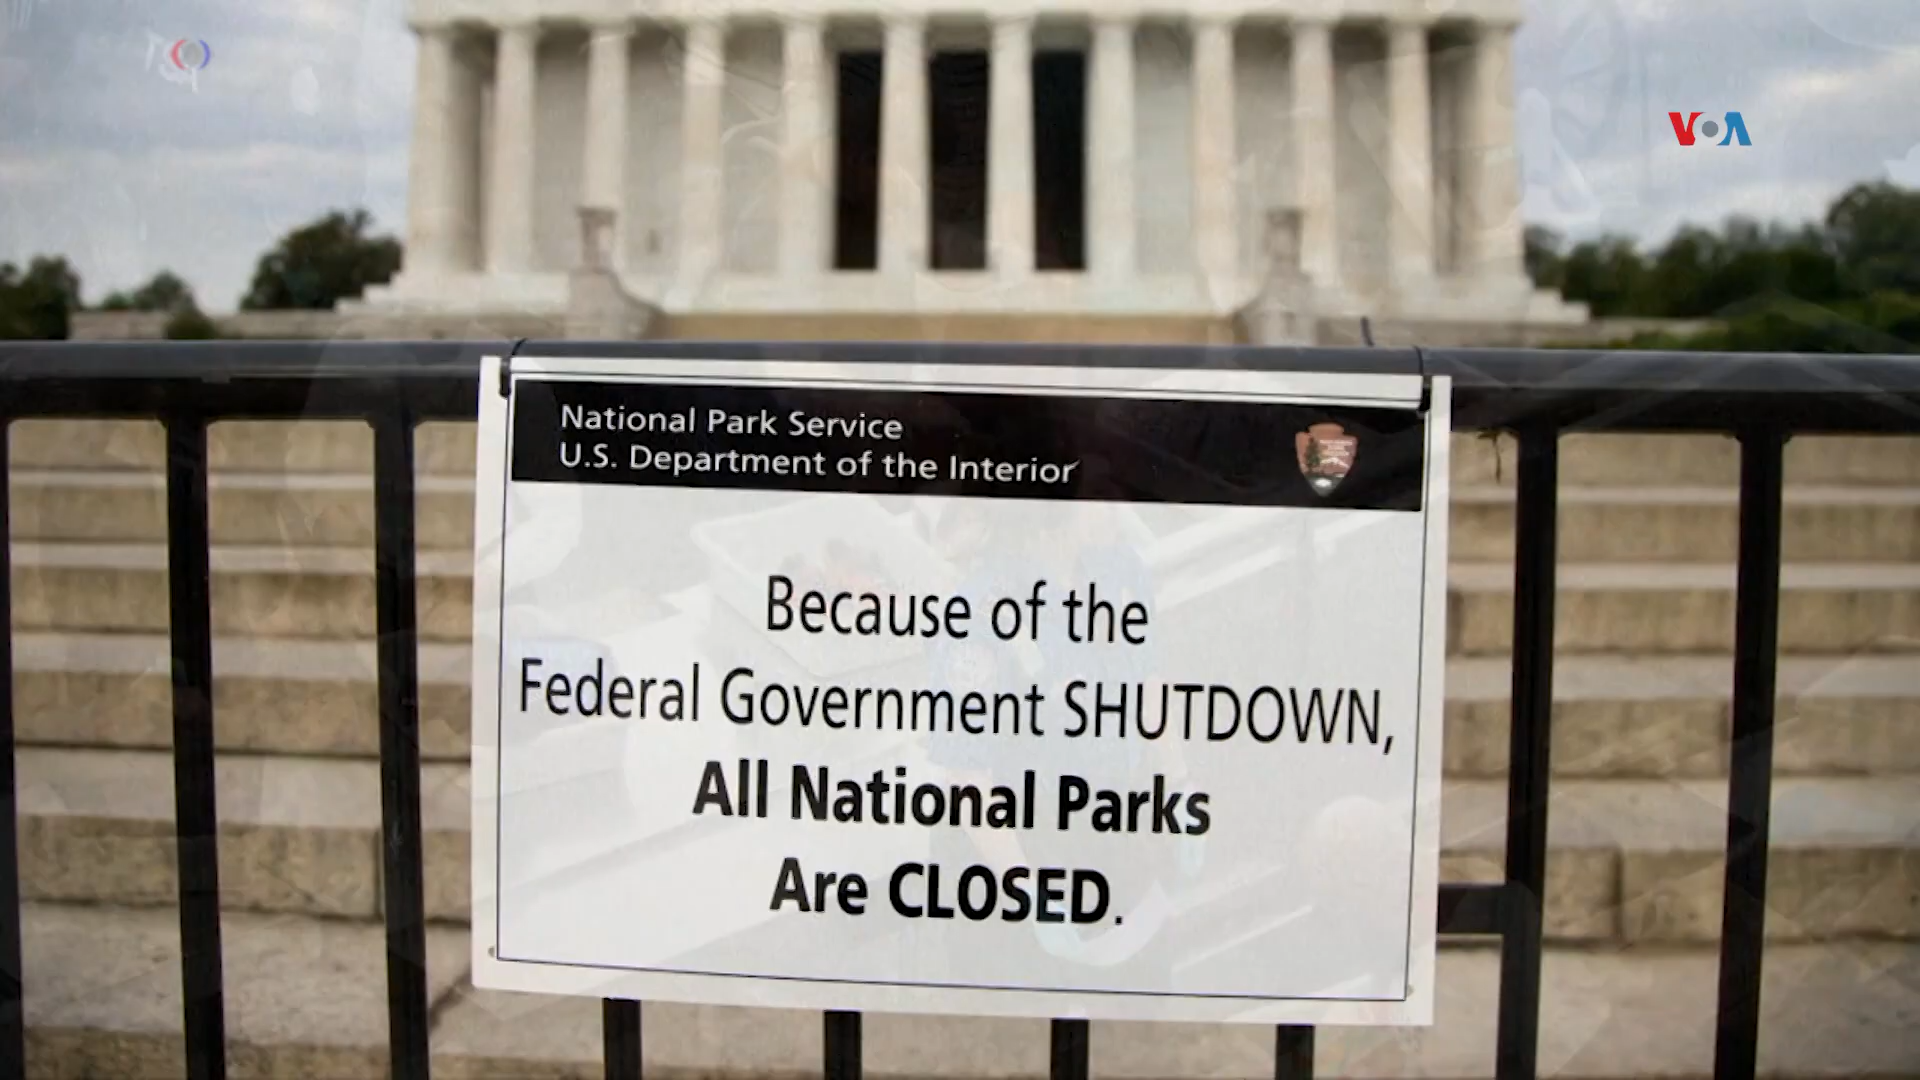 VOA
National Park Service
U.S. Department of the Interior
Because of the
Federal Government SHUTDOWN,
All National Parks
Are CLOSED.